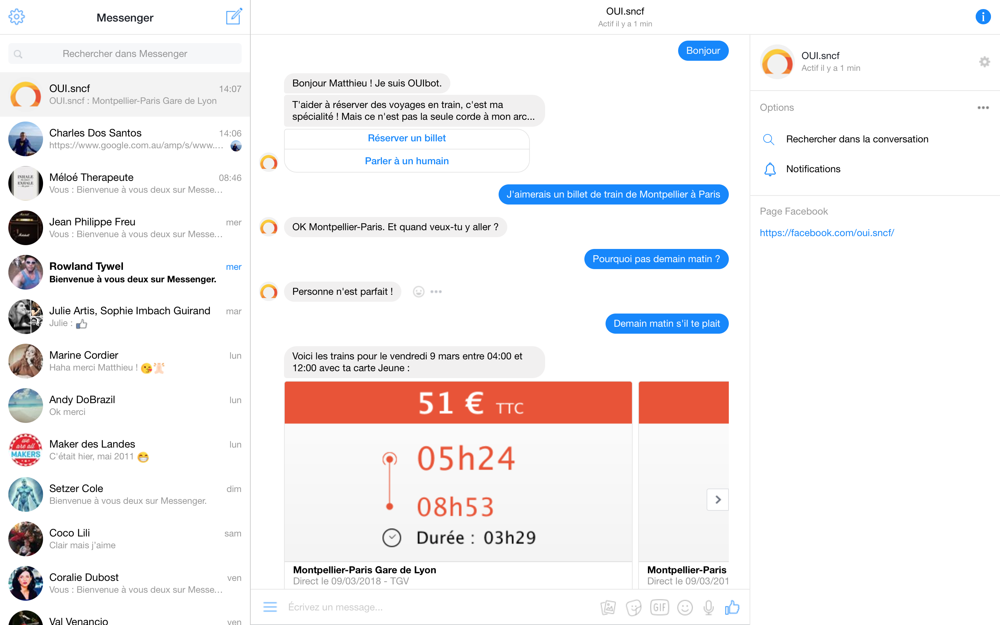 Messenger
Rechercher dans Messenger
OUI.sncf
14:07
OUI.sncf : Montpellier-Paris Gare de Lyon
Charles Dos Santos
14:06
https://www.google.com.au/amp/s/www....
INHALE
EXHALE
Méloé Therapeute
08:46
Vous : Bienvenue à vous deux sur Messe...
Jean Philippe Freu
mer
Vous : Bienvenue à vous deux sur Messe...
Rowland Tywel
mer
Bienvenue à vous deux sur Messenger.
Julie Artis, Sophie Imbach Guirand
mar
Julie : 👍
Marine Cordier
lun
Haha merci Matthieu ! 😘🙏🏻
Andy DoBrazil
lun
Ok merci
we
are all
MAKERS
Maker des Landes
lun
C'était hier, mai 2011 😁
Setzer Cole
dim
Bienvenue à vous deux sur Messenger.
Coco Lili
sam
Clair mais j’aime
Coralie Dubost
ven
Vous : Bienvenue à vous deux sur Messe...
Val Venancio
ven
OUI.sncf
Actif il y a 1 min
Bonjour
Bonjour Matthieu ! Je suis OUIbot.
T'aider à réserver des voyages en train, c'est ma
spécialité ! Mais ce n'est pas la seule corde à mon arc...
Réserver un billet
Parler à un humain
J'aimerais un billet de train de Montpellier à Paris
OK Montpellier-Paris. Et quand veux-tu y aller ?
Pourquoi pas demain matin ?
Personne n'est parfait !
Demain matin s'il te plait
Voici les trains pour le vendredi 9 mars entre 04:00 et
12:00 avec ta carte Jeune :
51 € TTC
05h24
08h53
Durée : 03h29
Montpellier-Paris Gare de Lyon
Direct le 09/03/2018 - TGV
Montpellier-Paris
Direct le 09/03/201
Écrivez un message...
GIF
OUI.sncf
Actif il y a 1 min
Options
Rechercher dans la conversation
Notifications
Page Facebook
https://facebook.com/oui.sncf/